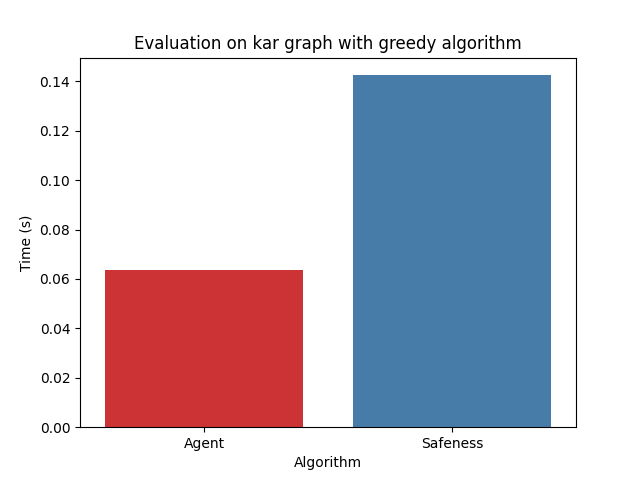 Evaluation on kar graph with greedy algorithm
0.14
0.12
0.10
0.08
0.06
0.04
0.02
0.00
Time (s)
Agent
Safeness
Algorithm